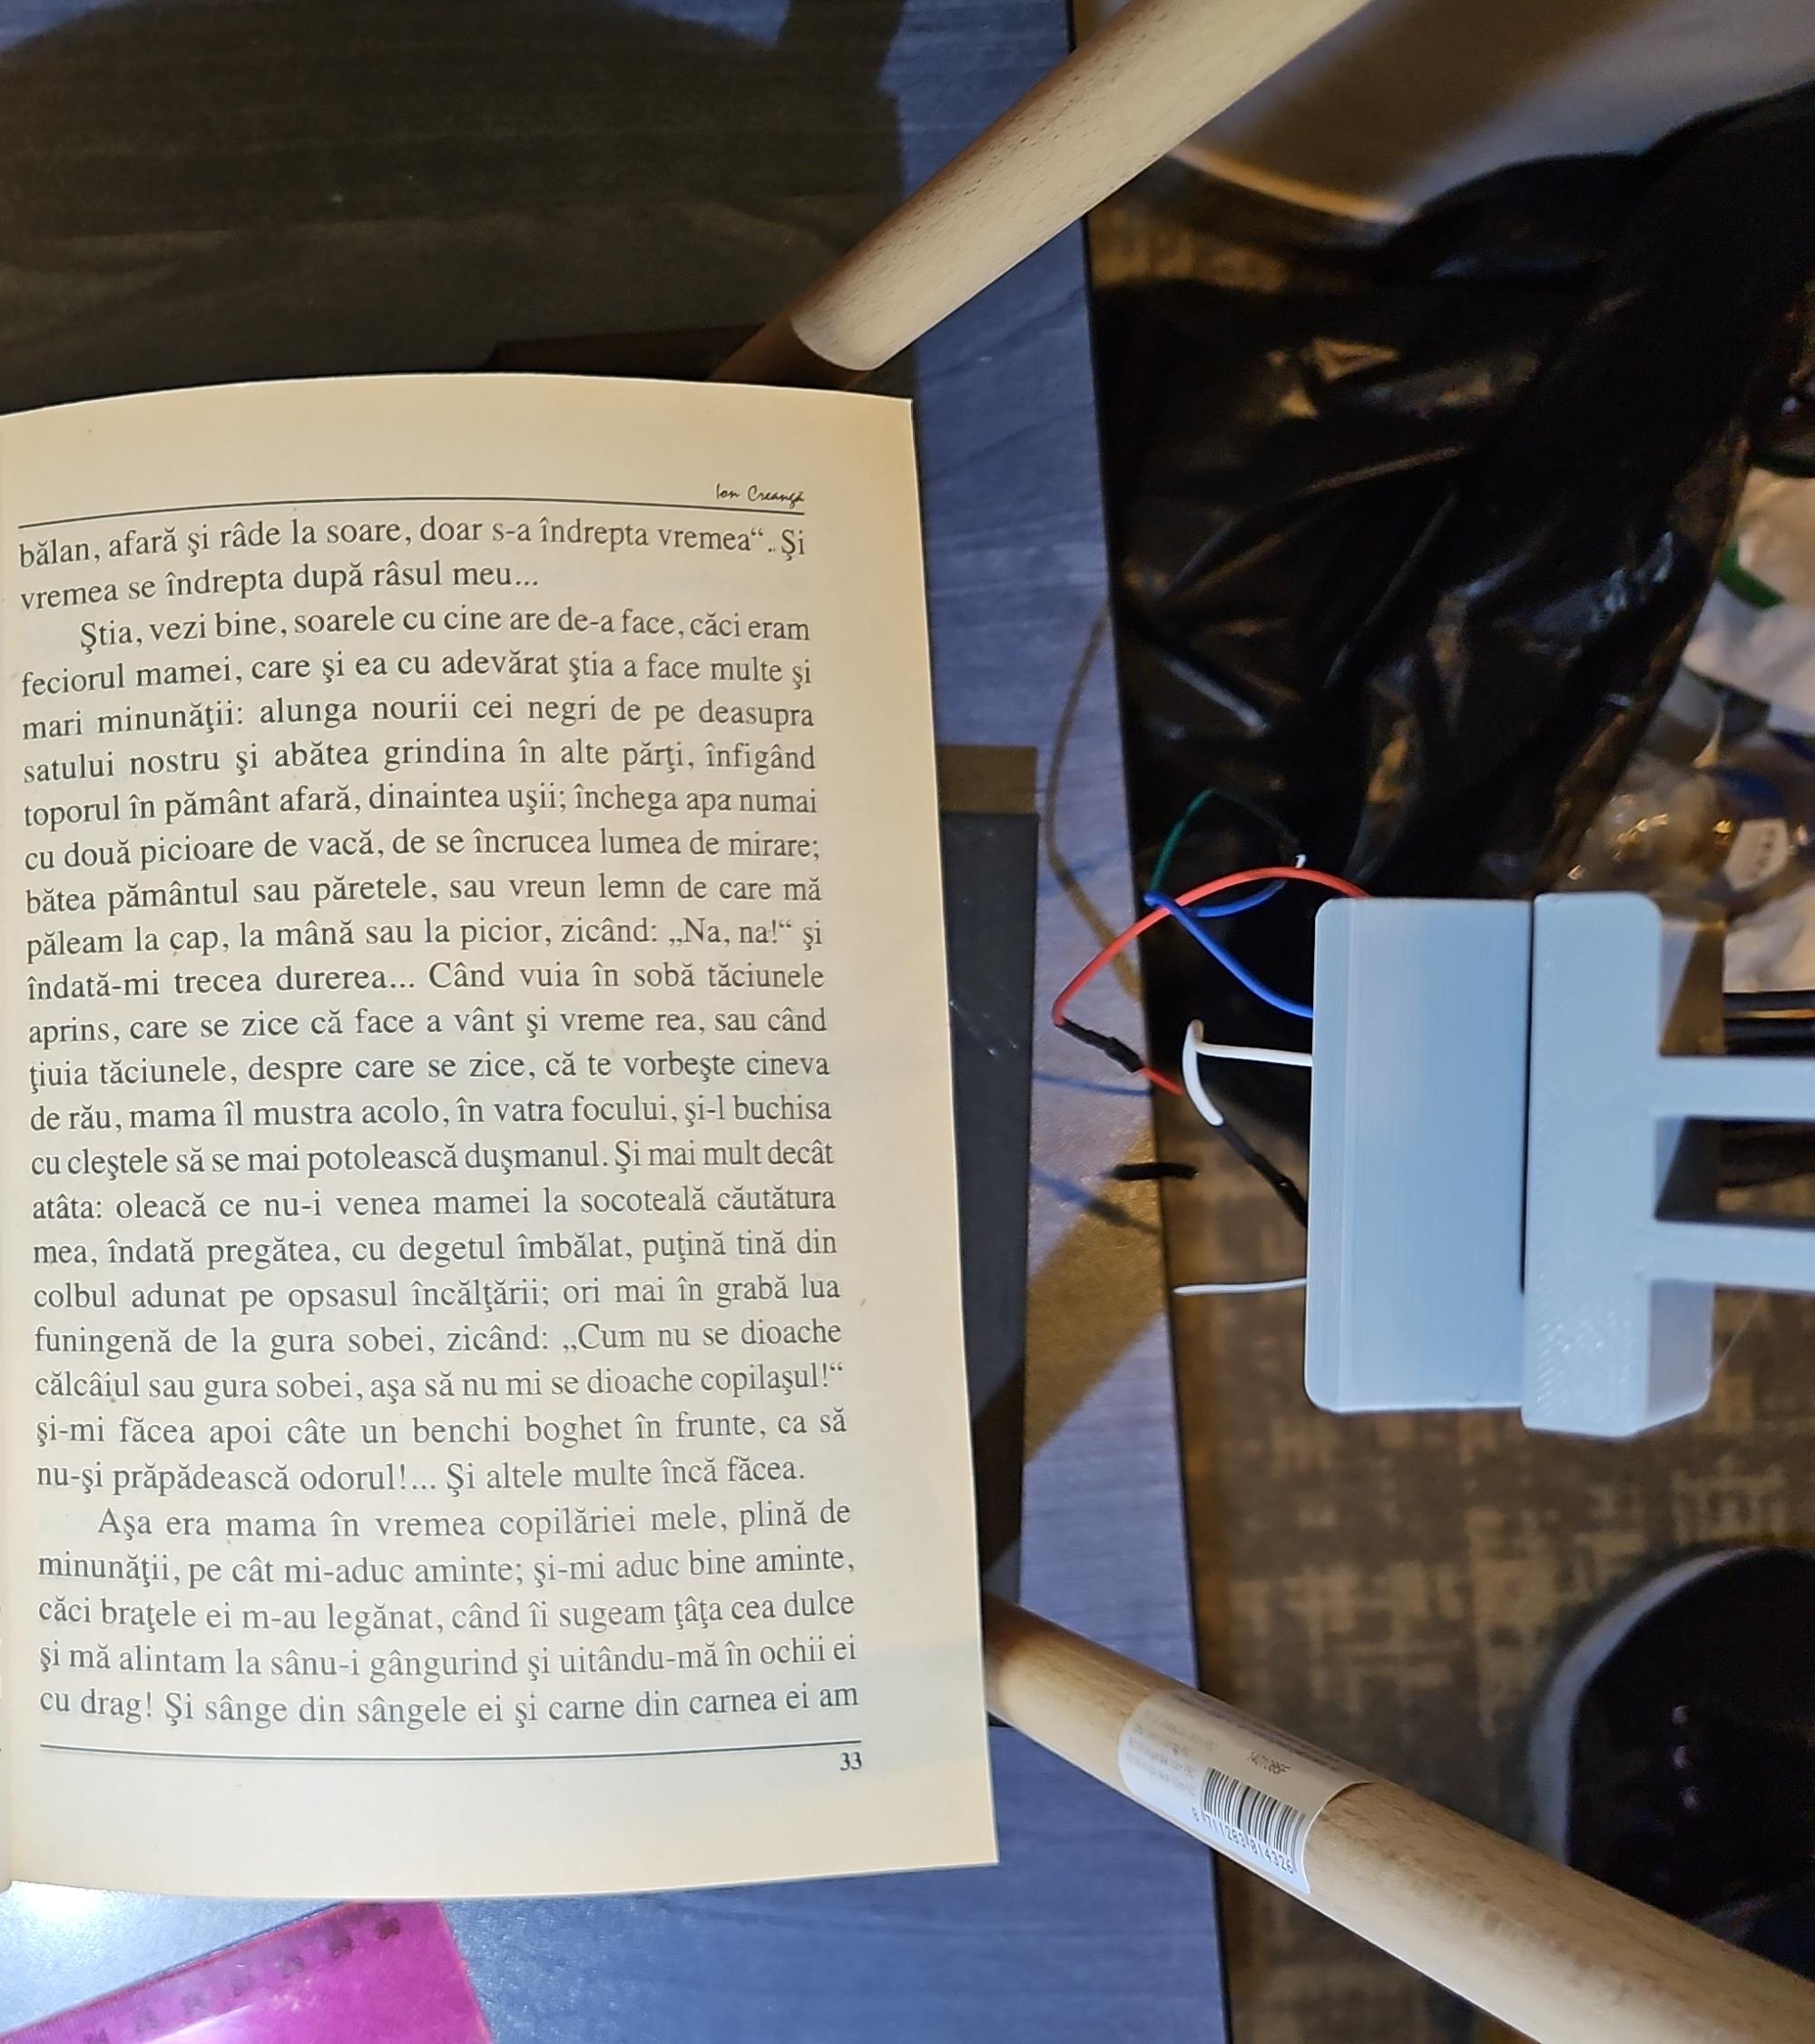 Ion Creangă
bălan, afară şi râde la soare, doar s-a îndrepta vremea“. Şi
vremea se îndrepta după râsul meu...
Ştia, vezi bine, soarele cu cine are de-a face, căci eram
feciorul mamei, care şi ea cu adevărat ştia a face multe şi
mari minunăţii: alunga nourii cei negri de pe deasupra
satului nostru şi abătea grindina în alte părţi, înfigând
toporul în pământ afară, dinaintea uşii; închega apa numai
cu două picioare de vacă, de se încrucea lumea de mirare;
bătea pământul sau păretele, sau vreun lemn de care mă
păleam la cap, la mână sau la picior, zicând: „Na, na!“ şi
îndată-mi trecea durerea... Când vuia în sobă tăciunele
aprins, care se zice că face a vânt şi vreme rea, sau când
ţiuia tăciunele, despre care se zice, că te vorbeşte cineva
de rău, mama îl mustra acolo, în vatra focului, şi-l buchisa
cu cleştele să se mai potolească duşmanul. Şi mai mult decât
atâta: oleacă ce nu-i venea mamei la socoteală căutătura
mea, îndată pregătea, cu degetul îmbălat, puţină tină din
colbul adunat pe opsasul încălţării; ori mai în grabă lua
funingenă de la gura sobei, zicând: „Cum nu se dioache
călcâiul sau gura sobei, aşa să nu mi se dioache copilaşul!“
şi-mi făcea apoi câte un benchi boghet în frunte, ca să
nu-şi prăpădească odorul!... Şi altele multe încă făcea.
Aşa era mama în vremea copilăriei mele, plină de
minunăţii, pe cât mi-aduc aminte; şi-mi aduc bine aminte,
căci braţele ei m-au legănat, când îi sugeam ţâţa cea dulce
şi mă alintam la sânu-i gângurind şi uitându-mă în ochii ei
cu drag! Şi sânge din sângele ei şi carne din carnea ei am
33
8 711283 814326